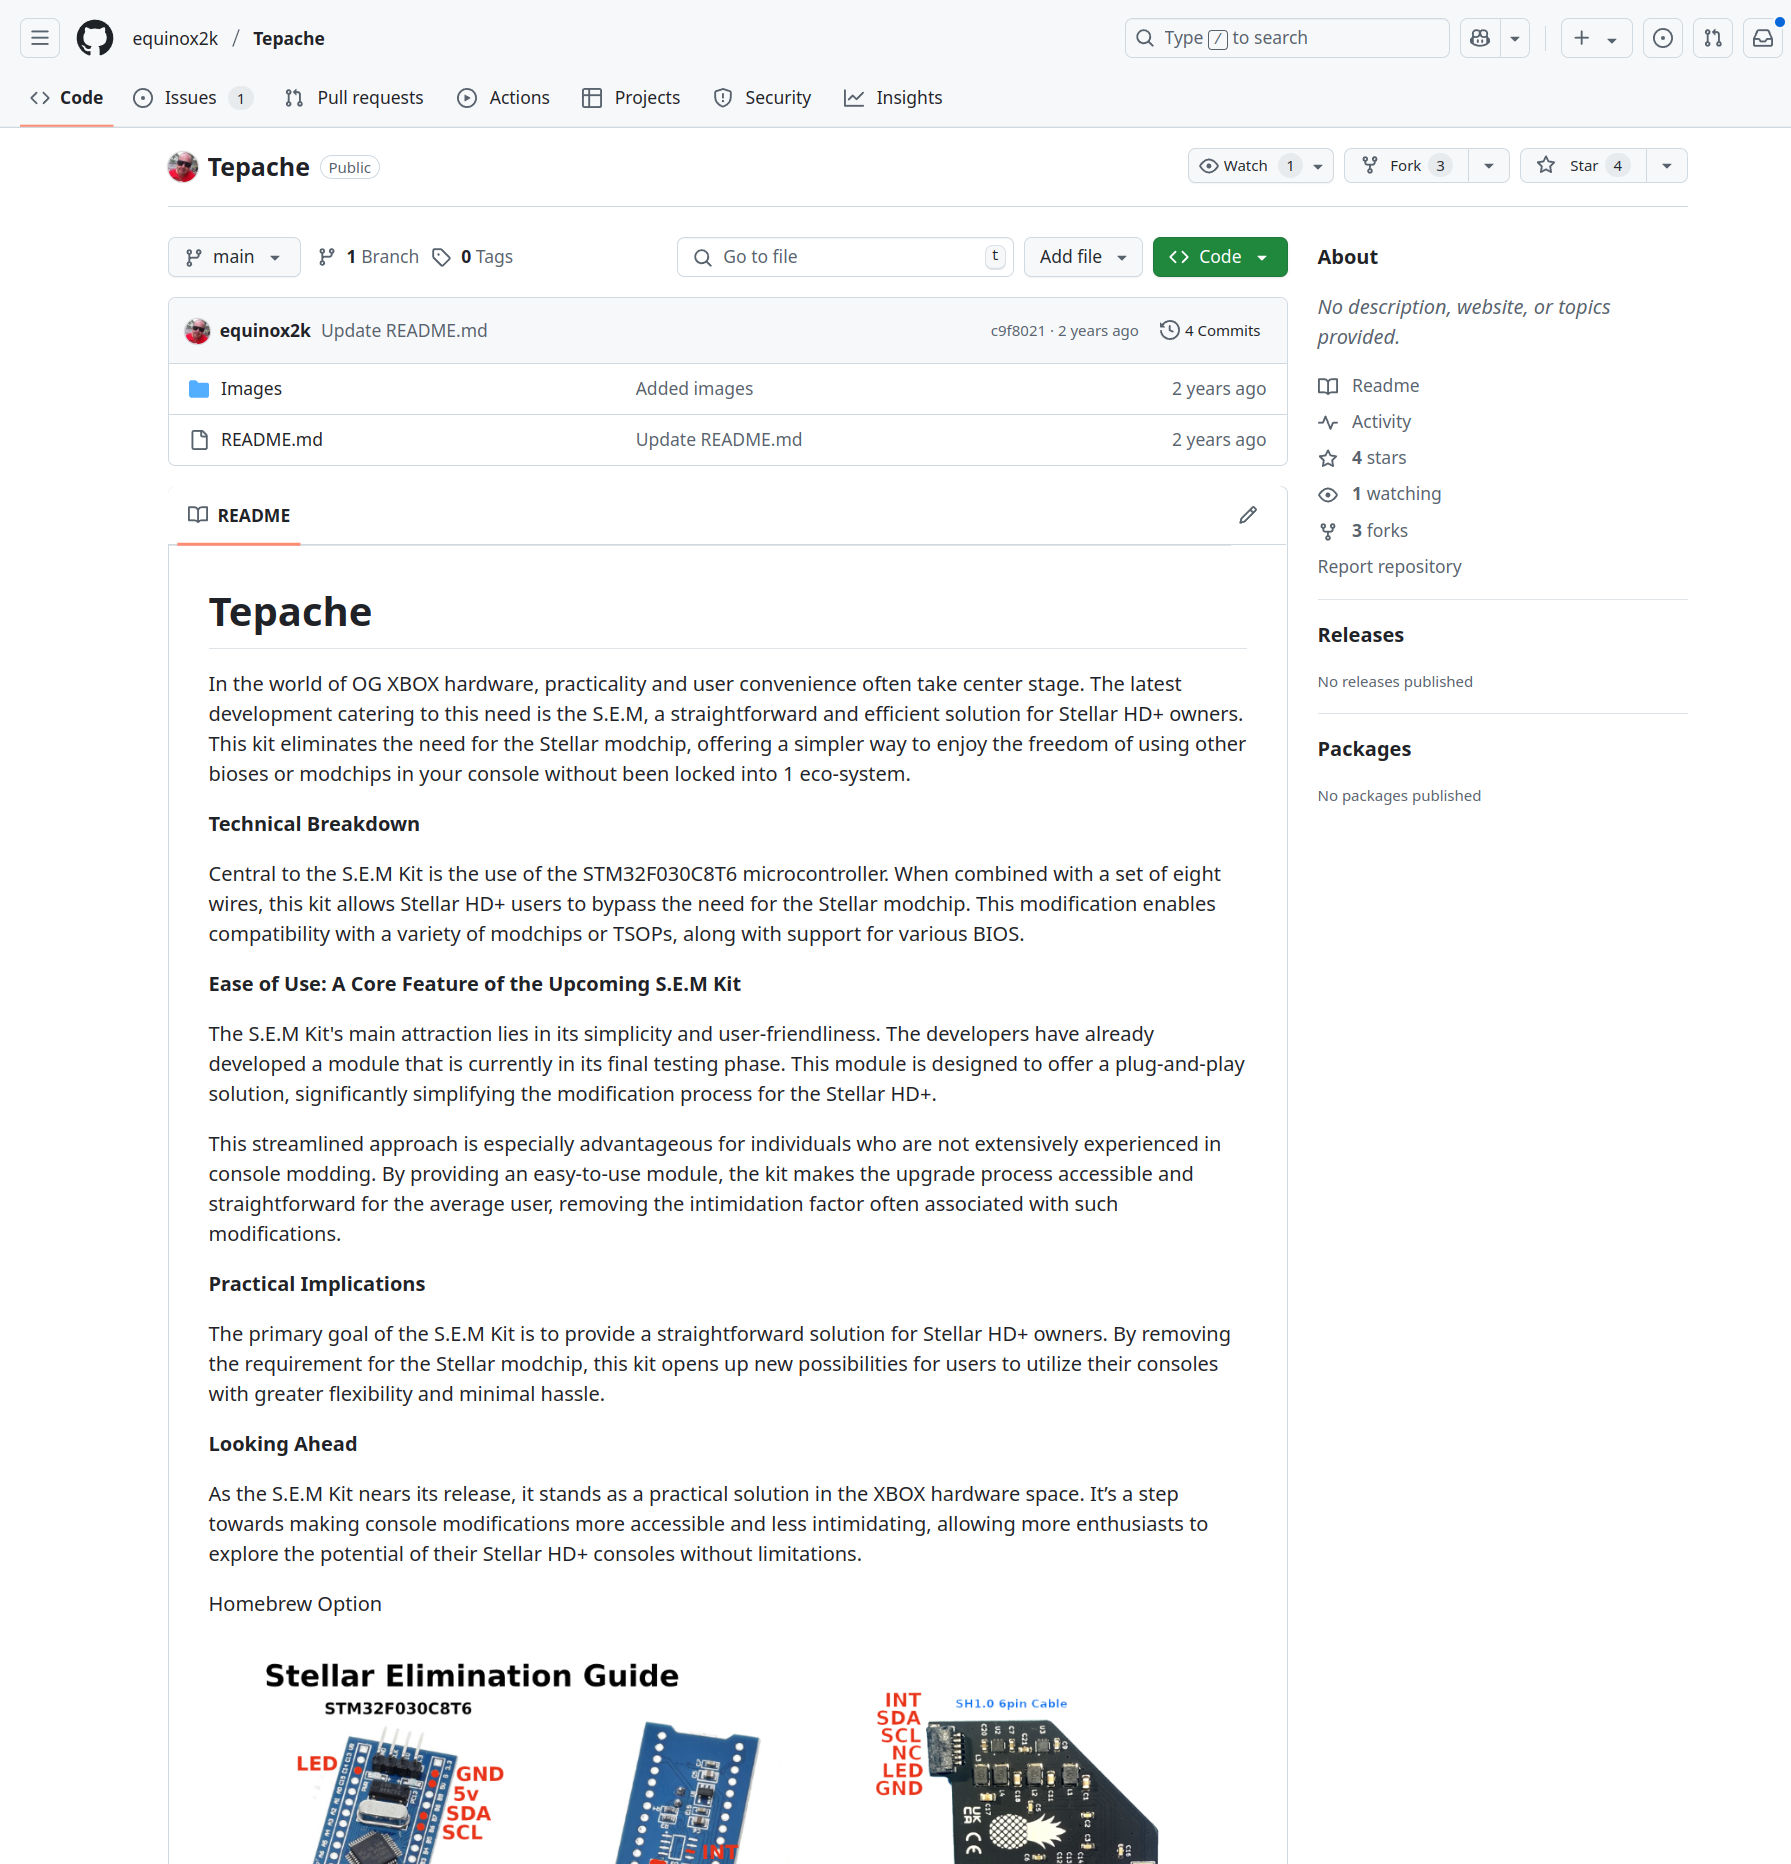 equinox2k / Tepache
Type / to search
Code
Issues 1
Pull requests
Actions
Projects
Security
Insights
Tepache Public
Watch 1
Fork 3
Star 4
main
1 Branch
0 Tags
Go to file t
Add file
Code
equinox2k Update README.md
c9f8021 · 2 years ago
4 Commits
Images Added images 2 years ago
README.md Update README.md 2 years ago
README
Tepache
In the world of OG XBOX hardware, practicality and user convenience often take center stage. The latest
development catering to this need is the S.E.M, a straightforward and efficient solution for Stellar HD+ owners.
This kit eliminates the need for the Stellar modchip, offering a simpler way to enjoy the freedom of using other
bioses or modchips in your console without been locked into 1 eco-system.
Technical Breakdown
Central to the S.E.M Kit is the use of the STM32F030C8T6 microcontroller. When combined with a set of eight
wires, this kit allows Stellar HD+ users to bypass the need for the Stellar modchip. This modification enables
compatibility with a variety of modchips or TSOPs, along with support for various BIOS.
Ease of Use: A Core Feature of the Upcoming S.E.M Kit
The S.E.M Kit's main attraction lies in its simplicity and user-friendliness. The developers have already
developed a module that is currently in its final testing phase. This module is designed to offer a plug-and-play
solution, significantly simplifying the modification process for the Stellar HD+.
This streamlined approach is especially advantageous for individuals who are not extensively experienced in
console modding. By providing an easy-to-use module, the kit makes the upgrade process accessible and
straightforward for the average user, removing the intimidation factor often associated with such
modifications.
Practical Implications
The primary goal of the S.E.M Kit is to provide a straightforward solution for Stellar HD+ owners. By removing
the requirement for the Stellar modchip, this kit opens up new possibilities for users to utilize their consoles
with greater flexibility and minimal hassle.
Looking Ahead
As the S.E.M Kit nears its release, it stands as a practical solution in the XBOX hardware space. It’s a step
towards making console modifications more accessible and less intimidating, allowing more enthusiasts to
explore the potential of their Stellar HD+ consoles without limitations.
Homebrew Option
Stellar Elimination Guide
STM32F030C8T6
LED
GND
5v
SDA
SCL
INT
INT
SDA
SCL
NC
LED
GND
SH1.0 6pin Cable
UK
CA
CE
About
No description, website, or topics
provided.
Readme
Activity
4 stars
1 watching
3 forks
Report repository
Releases
No releases published
Packages
No packages published